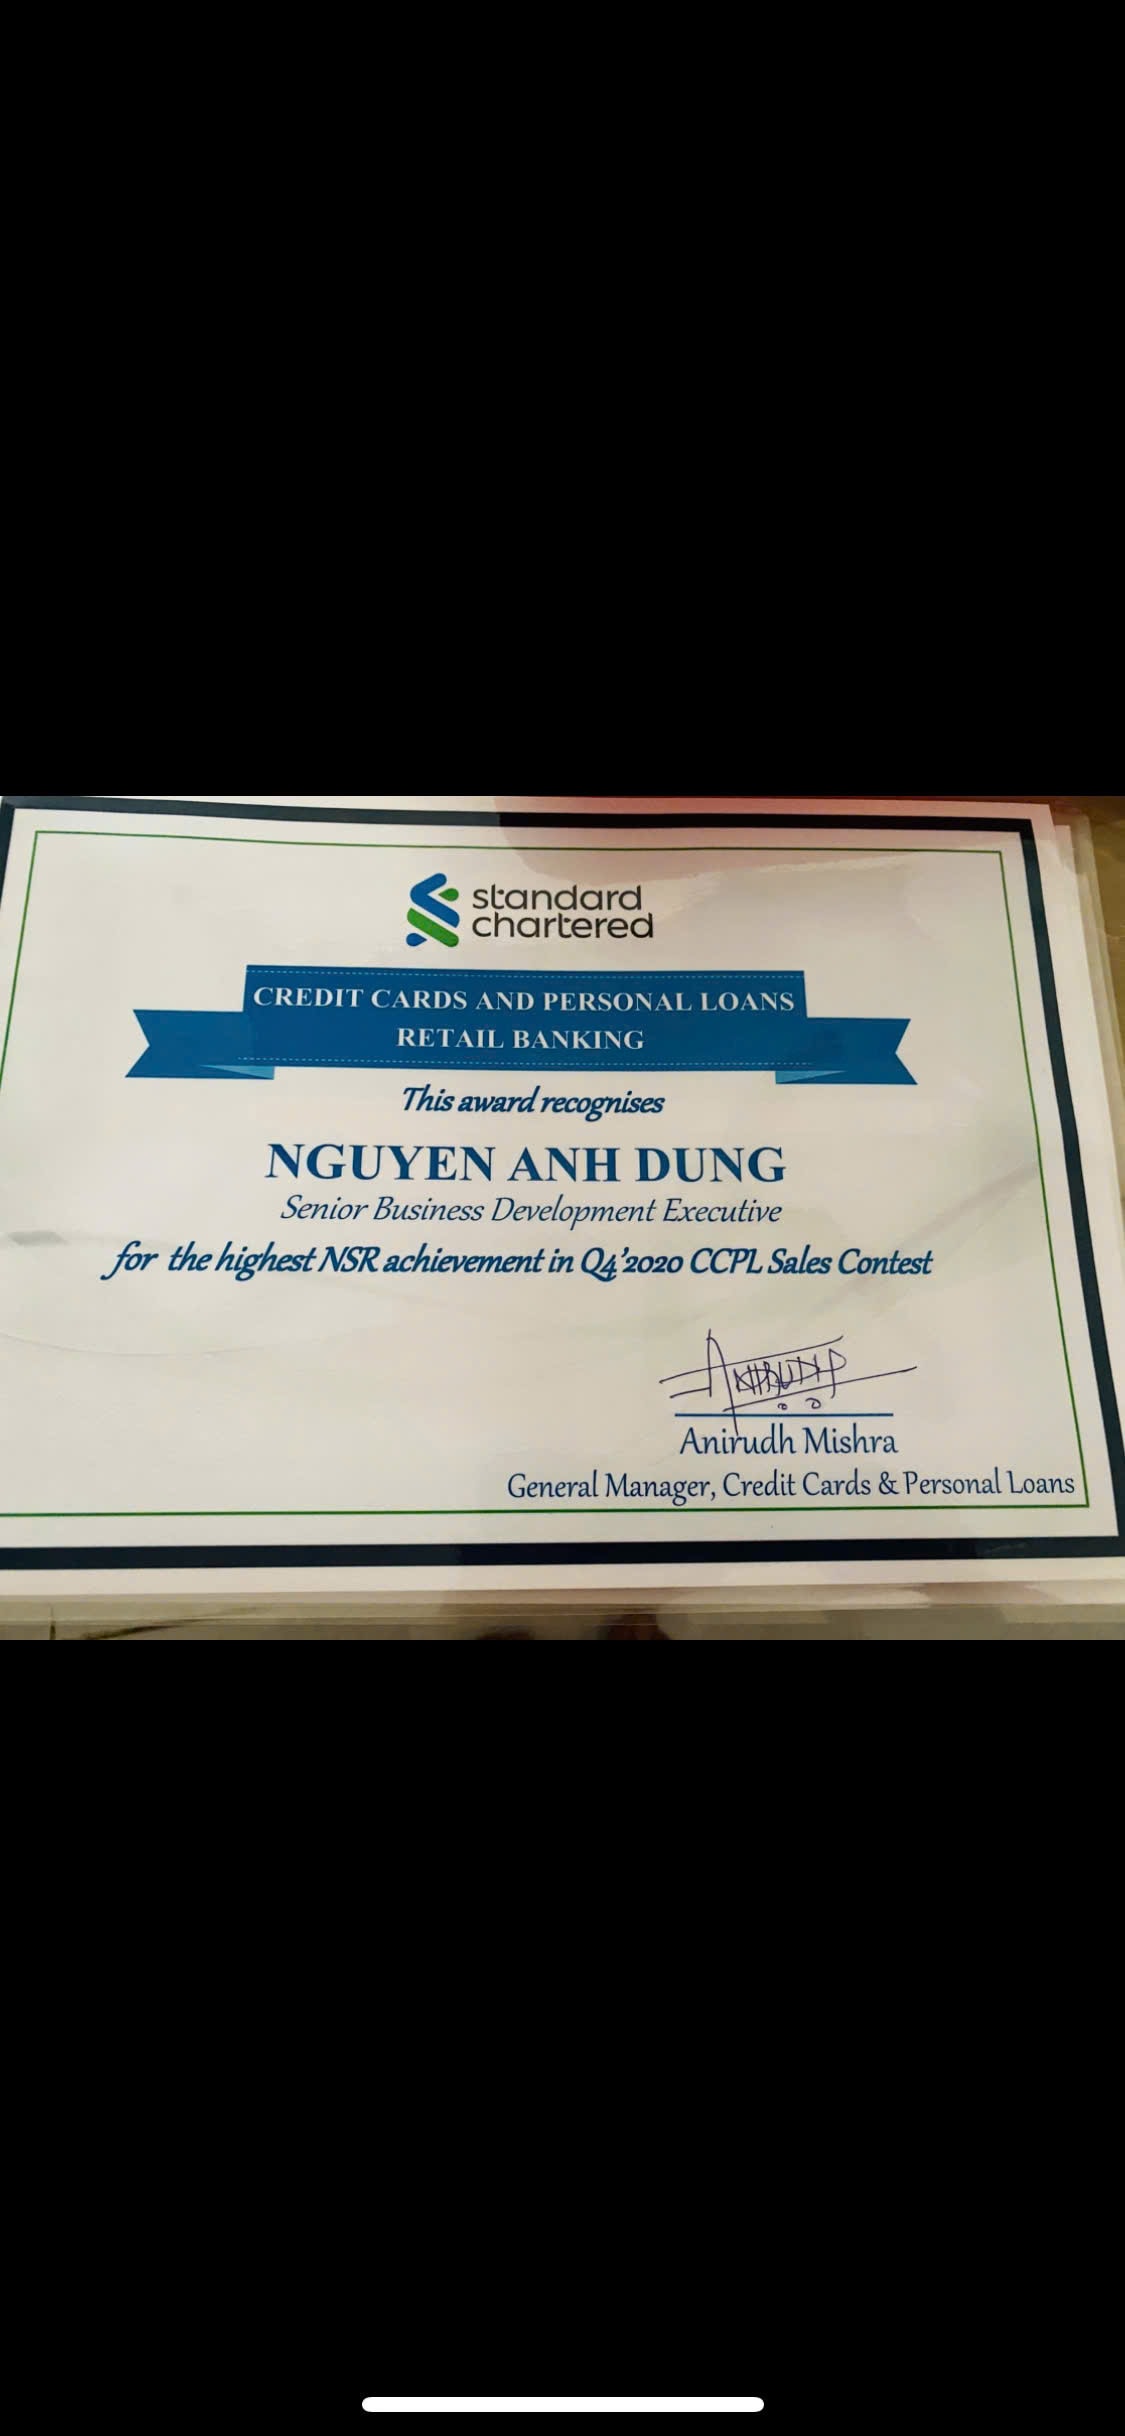 standard
chartered
CREDIT CARDS AND PERSONAL LOANS
RETAIL BANKING
This award recognises
NGUYEN ANH DUNG
Senior Business Development Executive
for the highest NSR achievement in Q4'2020 CCPL Sales Contest
Anirudh Mishra
General Manager, Credit Cards & Personal Loans